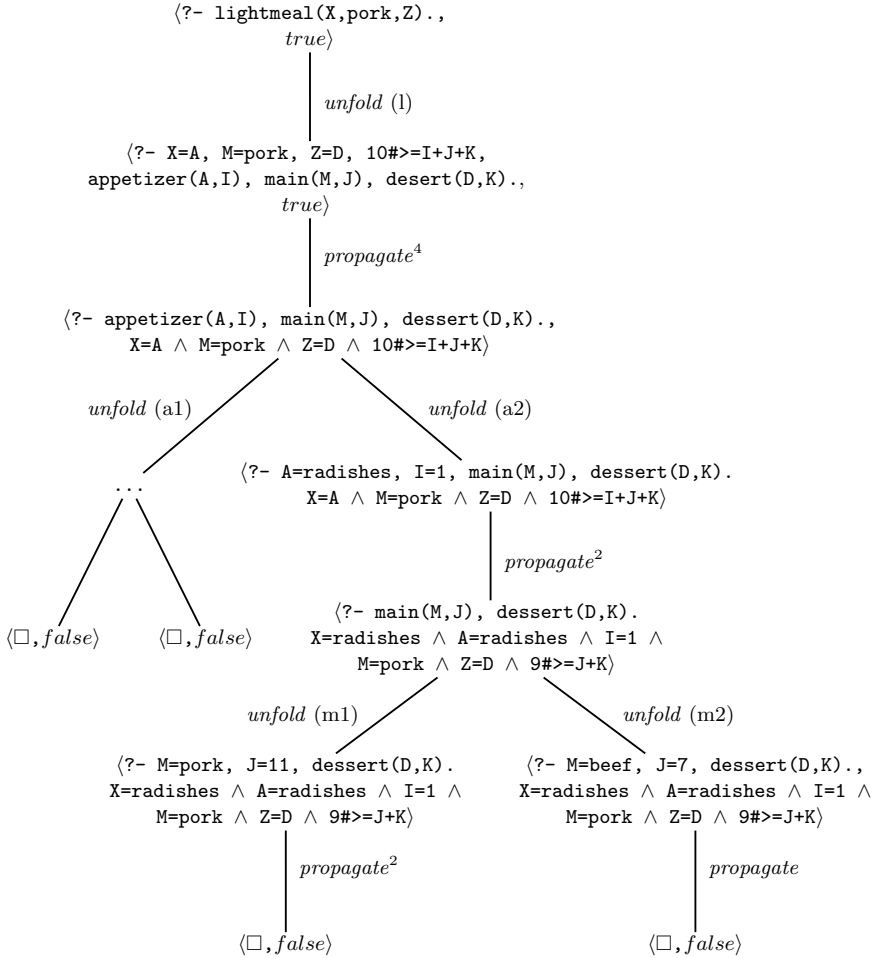 ⟨?- lightmeal(X,pork,Z).,
true⟩
unfold (l)
⟨?- X=A, M=pork, Z=D, 10#>=I+J+K,
appetizer(A,I), main(M,J), desert(D,K).,
true⟩
propagate⁴
⟨?- appetizer(A,I), main(M,J), dessert(D,K).,
X=A ∧ M=pork ∧ Z=D ∧ 10#>=I+J+K⟩
unfold (a1)
unfold (a2)
...
⟨?- A=radishes, I=1, main(M,J), dessert(D,K).
X=A ∧ M=pork ∧ Z=D ∧ 10#>=I+J+K⟩
propagate²
⟨□,false⟩
⟨□,false⟩
⟨?- main(M,J), dessert(D,K).
X=radishes ∧ A=radishes ∧ I=1 ∧
M=pork ∧ Z=D ∧ 9#>=J+K⟩
unfold (m1)
unfold (m2)
⟨?- M=pork, J=11, dessert(D,K).
X=radishes ∧ A=radishes ∧ I=1 ∧
M=pork ∧ Z=D ∧ 9#>=J+K⟩
⟨?- M=beef, J=7, dessert(D,K).,
X=radishes ∧ A=radishes ∧ I=1 ∧
M=pork ∧ Z=D ∧ 9#>=J+K⟩
propagate²
propagate
⟨□,false⟩
⟨□,false⟩